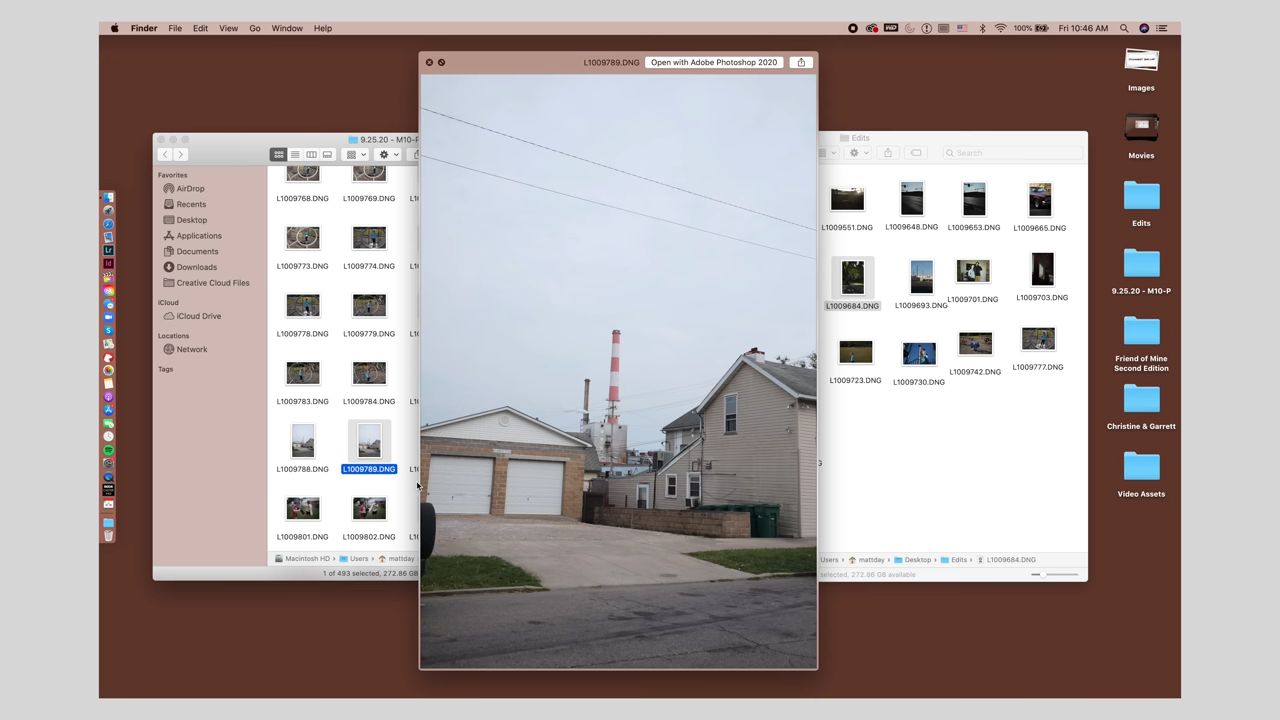 Finder File Edit View Go Window Help 100% Fri 10:46 AM
L1009789.DNG Open with Adobe Photoshop 2020
Images
Movies
Edits
9.25.20 - M10-P
Friend of Mine
Second Edition
Christine & Garrett
Video Assets
9.25.20 - M10-P
Favorites
AirDrop
Recents
Desktop
Applications
Documents
Downloads
Creative Cloud Files
iCloud
iCloud Drive
Locations
Network
Tags
L1009768.DNG L1009769.DNG
L1009773.DNG L1009774.DNG
L1009778.DNG L1009779.DNG
L1009783.DNG L1009784.DNG
L1009788.DNG L1009789.DNG
L1009801.DNG L1009802.DNG
Macintosh HD Users mattday
1 of 493 selected, 272.86 GB
Edits
Search
L1009551.DNG L1009648.DNG L1009653.DNG L1009665.DNG
L1009684.DNG L1009693.DNG L1009701.DNG L1009703.DNG
L1009723.DNG L1009730.DNG L1009742.DNG L1009777.DNG
Users mattday Desktop Edits L1009684.DNG
selected, 272.86 GB available